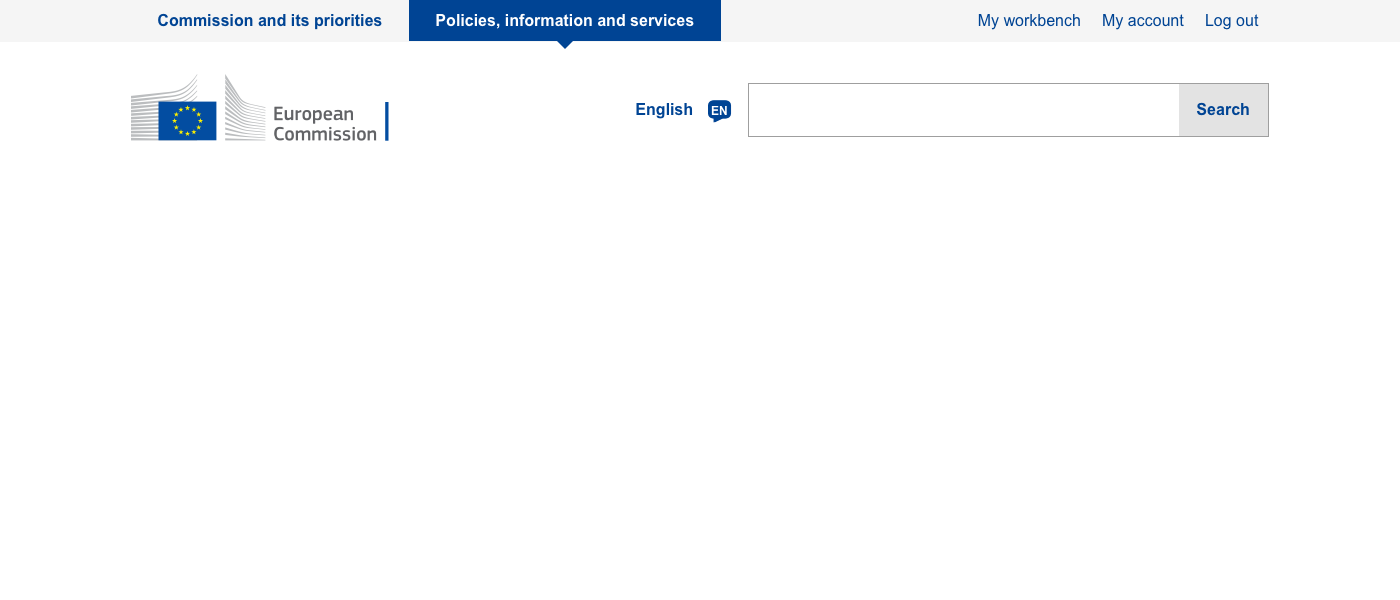 Commission and its priorities
Policies, information and services
My workbench
My account
Log out
European
Commission
English
EN
Search